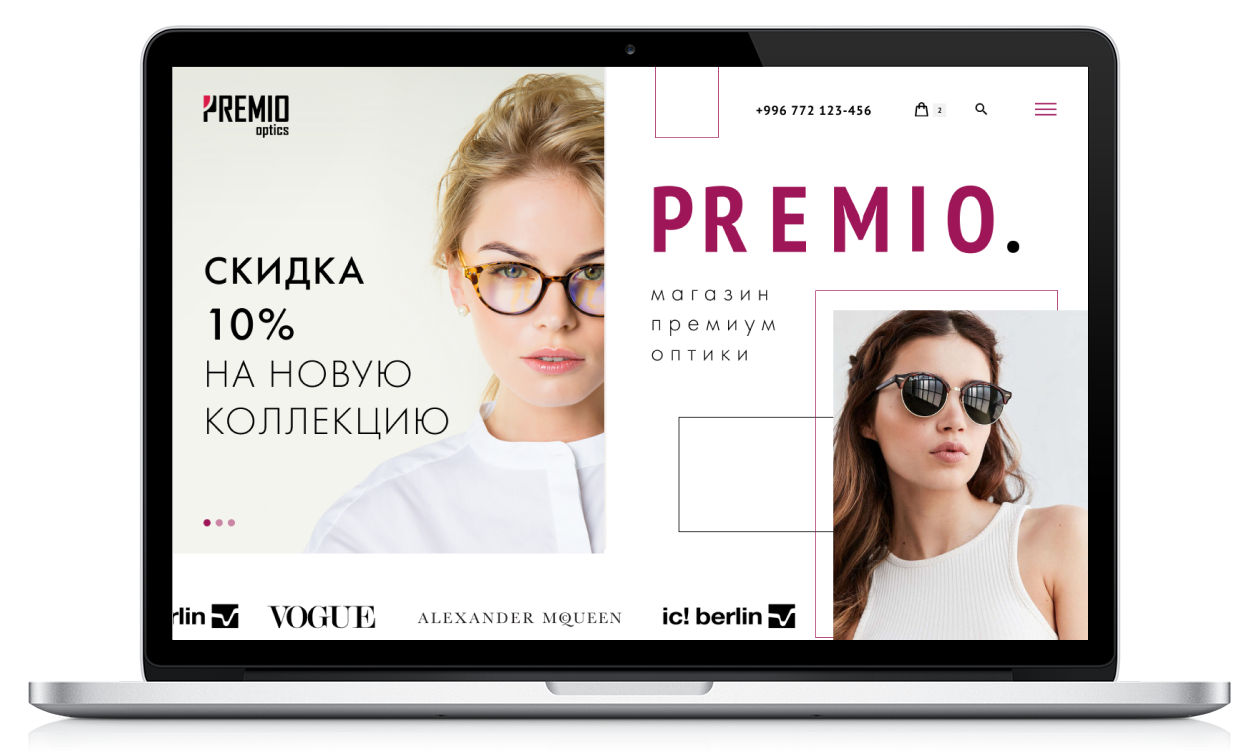 PREMIO
optics
+996 772 123-456
2
СКИДКА
10%
НА НОВУЮ
КОЛЛЕКЦИЮ
PREMIO.
магазин
премиум
оптики
rlin
VOGUE
ALEXANDER McQUEEN
ic! berlin